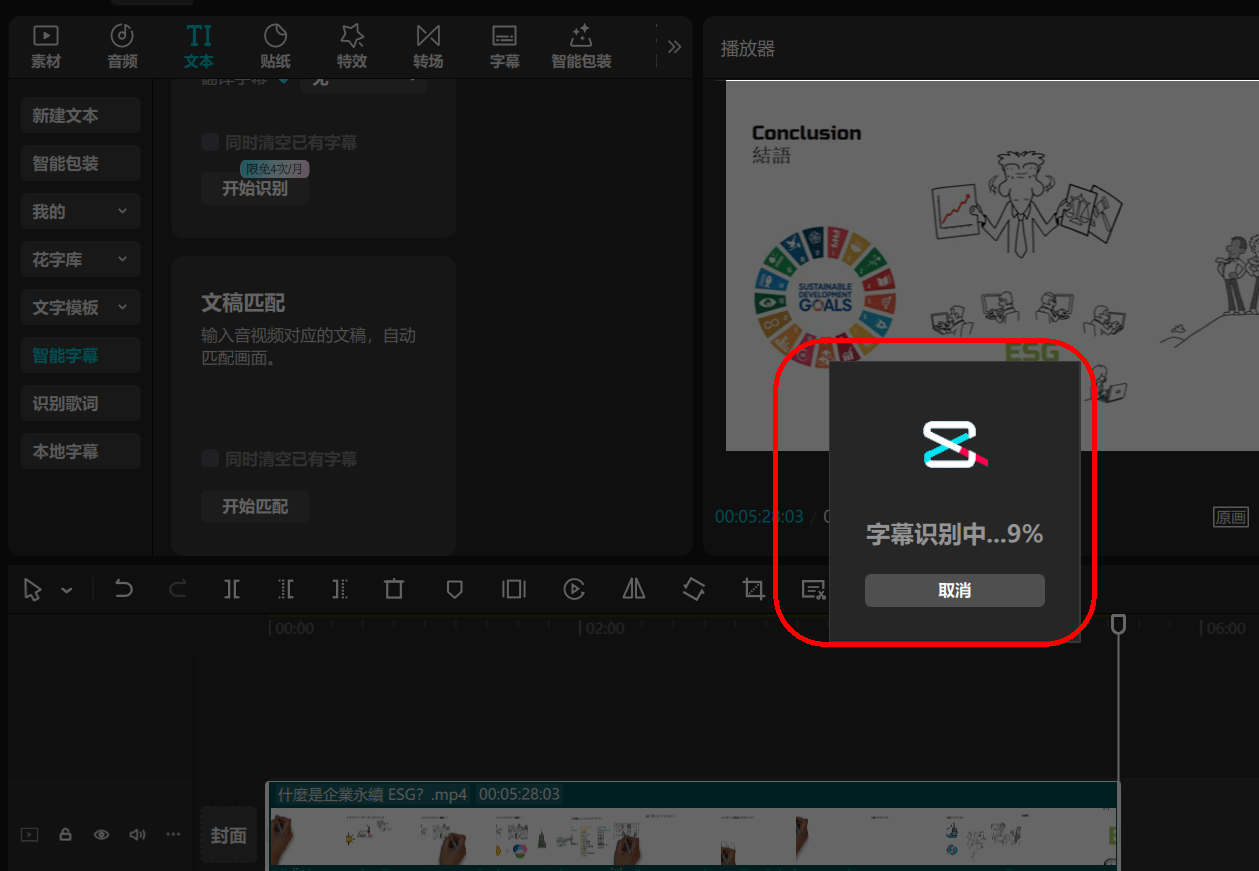 素材
音频
文本
贴纸
特效
转场
字幕
智能包装
播放器
新建文本
智能包装
我的
花字库
文字模板
智能字幕
识别歌词
本地字幕
翻译字幕
无
同时清空已有字幕
限免4次/月
开始识别
文稿匹配
输入音视频对应的文稿，自动
匹配画面。
同时清空已有字幕
开始匹配
Conclusion
結語
SUSTAINABLE
DEVELOPMENT
GOALS
ESG
00:05:28:03 /
原画
字幕识别中...9%
取消
00:00
02:00
06:00
什麼是企業永續 ESG? .mp4 00:05:28:03
封面